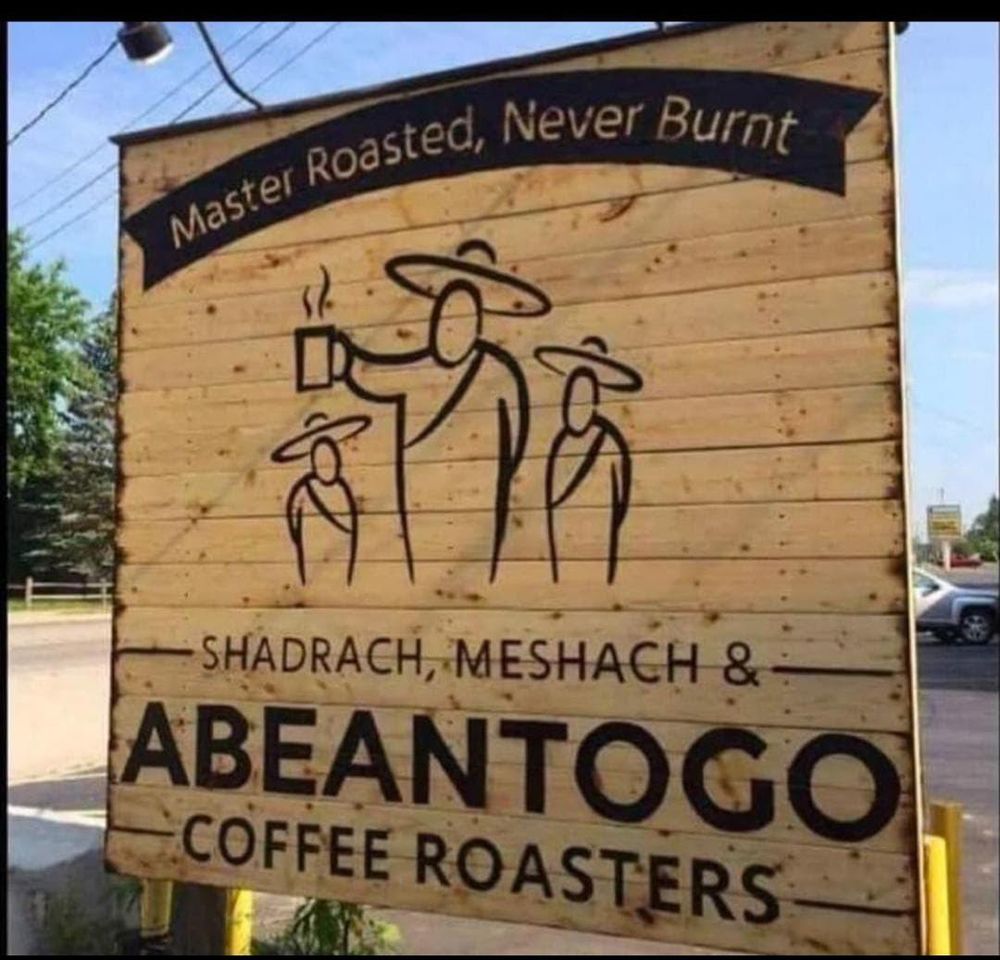 Master Roasted, Never Burnt
SHADRACH, MESHACH &
ABEANTOGO
COFFEE ROASTERS